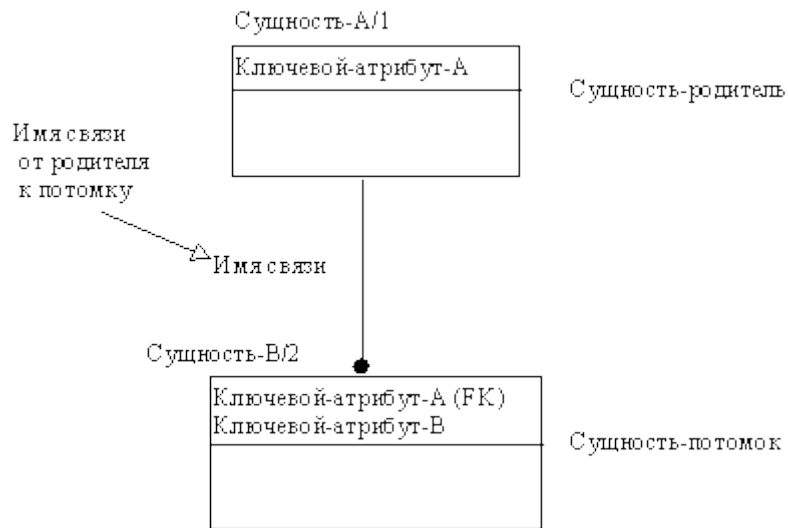 Сущность-А/1
Ключевой-атрибут-А
Сущность-родитель
Имя связи
от родителя
к потомку
Имя связи
Сущность-В/2
Ключевой-атрибут-А (FK)
Ключевой-атрибут-В
Сущность-потомок